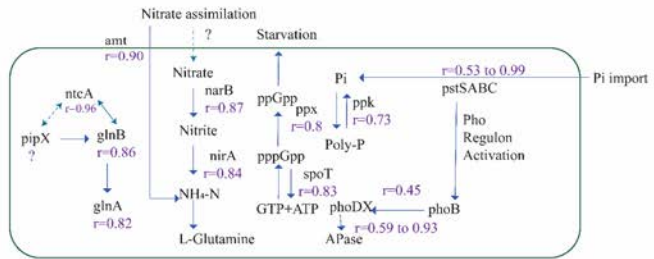 Nitrate assimilation
?
Starvation
amt
r=0.90
r=0.53 to 0.99
Pi import
Nitrate
Pi
pstSABC
ntcA
r=0.96
narB
r=0.87
ppGpp
ppx
r=0.8
ppk
r=0.73
Pho
Regulon
Activation
pipX
?
glnB
r=0.86
Nitrite
Poly-P
nirA
r=0.84
pppGpp
spoT
r=0.83
r=0.45
glnA
r=0.82
NH₄-N
GTP+ATP
phoDX
phoB
r=0.59 to 0.93
L-Glutamine
APase